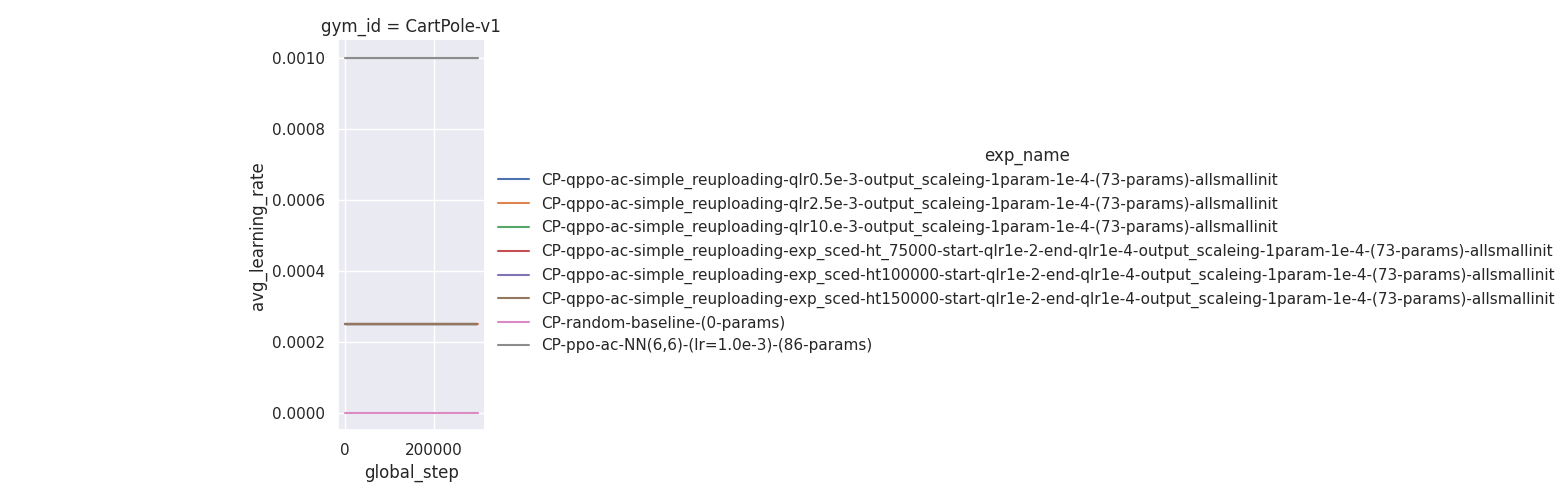 gym_id = CartPole-v1
0.0010
0.0008
0.0006
0.0004
0.0002
0.0000
avg_learning_rate
0 200000
global_step
exp_name
CP-qppo-ac-simple_reuploading-qlr0.5e-3-output_scaleing-1param-1e-4-(73-params)-allsmallinit
CP-qppo-ac-simple_reuploading-qlr2.5e-3-output_scaleing-1param-1e-4-(73-params)-allsmallinit
CP-qppo-ac-simple_reuploading-qlr10.e-3-output_scaleing-1param-1e-4-(73-params)-allsmallinit
CP-qppo-ac-simple_reuploading-exp_sced-ht_75000-start-qlr1e-2-end-qlr1e-4-output_scaleing-1param-1e-4-(73-params)-allsmallinit
CP-qppo-ac-simple_reuploading-exp_sced-ht100000-start-qlr1e-2-end-qlr1e-4-output_scaleing-1param-1e-4-(73-params)-allsmallinit
CP-qppo-ac-simple_reuploading-exp_sced-ht150000-start-qlr1e-2-end-qlr1e-4-output_scaleing-1param-1e-4-(73-params)-allsmallinit
CP-random-baseline-(0-params)
CP-ppo-ac-NN(6,6)-(lr=1.0e-3)-(86-params)